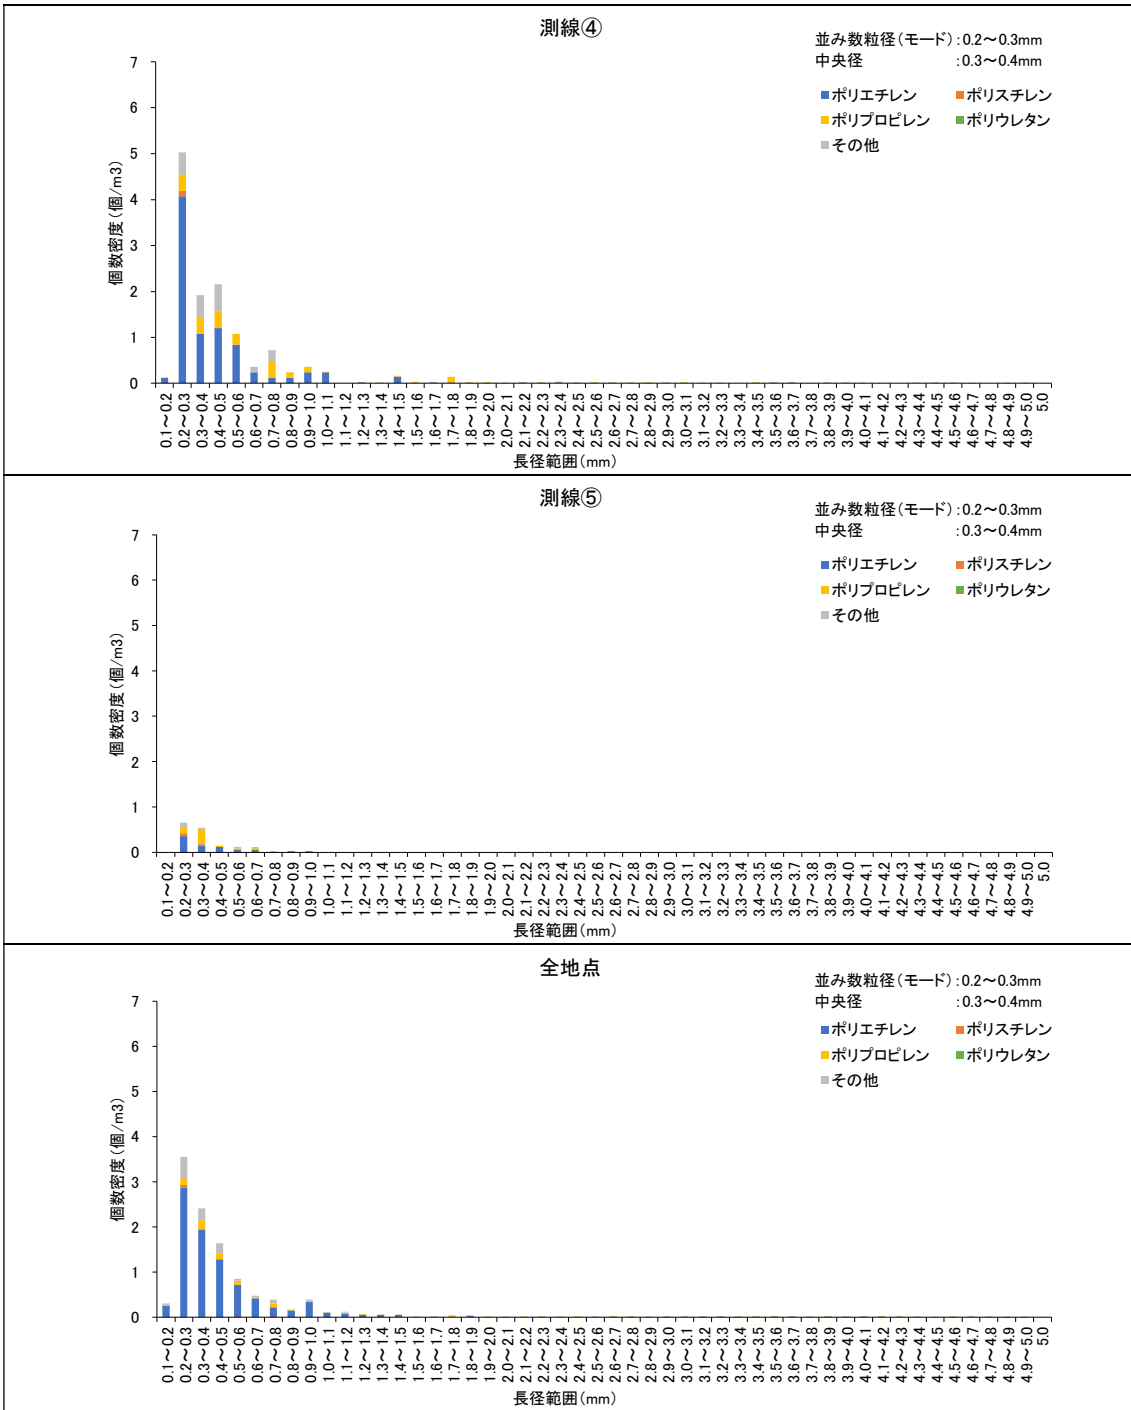 測線④
並み数粒径(モード):0.2～0.3mm
中央径 :0.3～0.4mm
ポリエチレン ポリスチレン
ポリプロピレン ポリウレタン
その他
個数密度(個/m3)
7
6
5
4
3
2
1
0
0.1～0.2 0.2～0.3 0.3～0.4 0.4～0.5 0.5～0.6 0.6～0.7 0.7～0.8 0.8～0.9 0.9～1.0 1.0～1.1 1.1～1.2 1.2～1.3 1.3～1.4 1.4～1.5 1.5～1.6 1.6～1.7 1.7～1.8 1.8～1.9 1.9～2.0 2.0～2.1 2.1～2.2 2.2～2.3 2.3～2.4 2.4～2.5 2.5～2.6 2.6～2.7 2.7～2.8 2.8～2.9 2.9～3.0 3.0～3.1 3.1～3.2 3.2～3.3 3.3～3.4 3.4～3.5 3.5～3.6 3.6～3.7 3.7～3.8 3.8～3.9 3.9～4.0 4.0～4.1 4.1～4.2 4.2～4.3 4.3～4.4 4.4～4.5 4.5～4.6 4.6～4.7 4.7～4.8 4.8～4.9 4.9～5.0 5.0
長径範囲(mm)
測線⑤
並み数粒径(モード):0.2～0.3mm
中央径 :0.3～0.4mm
ポリエチレン ポリスチレン
ポリプロピレン ポリウレタン
その他
個数密度(個/m3)
7
6
5
4
3
2
1
0
0.1～0.2 0.2～0.3 0.3～0.4 0.4～0.5 0.5～0.6 0.6～0.7 0.7～0.8 0.8～0.9 0.9～1.0 1.0～1.1 1.1～1.2 1.2～1.3 1.3～1.4 1.4～1.5 1.5～1.6 1.6～1.7 1.7～1.8 1.8～1.9 1.9～2.0 2.0～2.1 2.1～2.2 2.2～2.3 2.3～2.4 2.4～2.5 2.5～2.6 2.6～2.7 2.7～2.8 2.8～2.9 2.9～3.0 3.0～3.1 3.1～3.2 3.2～3.3 3.3～3.4 3.4～3.5 3.5～3.6 3.6～3.7 3.7～3.8 3.8～3.9 3.9～4.0 4.0～4.1 4.1～4.2 4.2～4.3 4.3～4.4 4.4～4.5 4.5～4.6 4.6～4.7 4.7～4.8 4.8～4.9 4.9～5.0 5.0
長径範囲(mm)
全地点
並み数粒径(モード):0.2～0.3mm
中央径 :0.3～0.4mm
ポリエチレン ポリスチレン
ポリプロピレン ポリウレタン
その他
個数密度(個/m3)
7
6
5
4
3
2
1
0
0.1～0.2 0.2～0.3 0.3～0.4 0.4～0.5 0.5～0.6 0.6～0.7 0.7～0.8 0.8～0.9 0.9～1.0 1.0～1.1 1.1～1.2 1.2～1.3 1.3～1.4 1.4～1.5 1.5～1.6 1.6～1.7 1.7～1.8 1.8～1.9 1.9～2.0 2.0～2.1 2.1～2.2 2.2～2.3 2.3～2.4 2.4～2.5 2.5～2.6 2.6～2.7 2.7～2.8 2.8～2.9 2.9～3.0 3.0～3.1 3.1～3.2 3.2～3.3 3.3～3.4 3.4～3.5 3.5～3.6 3.6～3.7 3.7～3.8 3.8～3.9 3.9～4.0 4.0～4.1 4.1～4.2 4.2～4.3 4.3～4.4 4.4～4.5 4.5～4.6 4.6～4.7 4.7～4.8 4.8～4.9 4.9～5.0 5.0
長径範囲(mm)